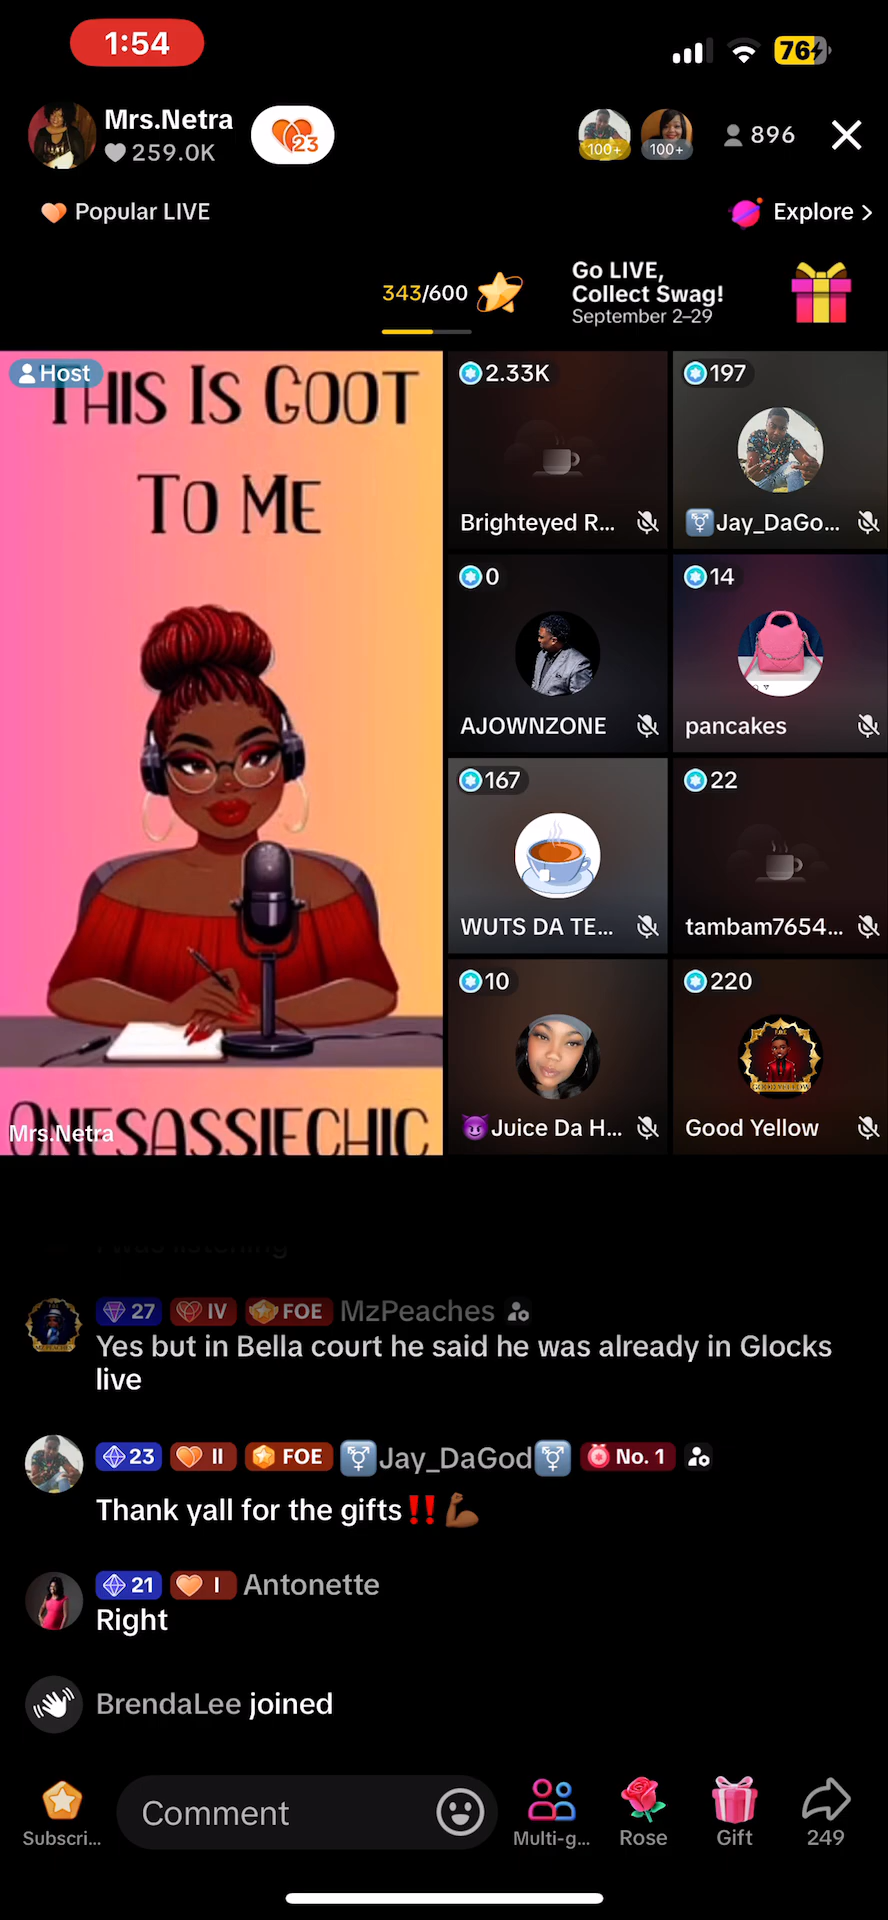 1:54
76
Mrs.Netra
259.0K
23
100+
100+
896
Popular LIVE
Explore >
343/600
Go LIVE,
Collect Swag!
September 2–29
Host
THIS IS GOOT
TO ME
ONESASSIECHIC
Mrs.Netra
2.33K
Brighteyed R...
197
Jay_DaGo...
0
AJOWNZONE
14
pancakes
167
WUTS DA TE...
22
tambam7654...
10
Juice Da H...
220
Good Yellow
I was listening
27 IV FOE MzPeaches
Yes but in Bella court he said he was already in Glocks
live
23 II FOE Jay_DaGod No. 1
Thank yall for the gifts‼️💪🏾
21 I Antonette
Right
BrendaLee joined
Subscri...
Comment
Multi-g...
Rose
Gift
249